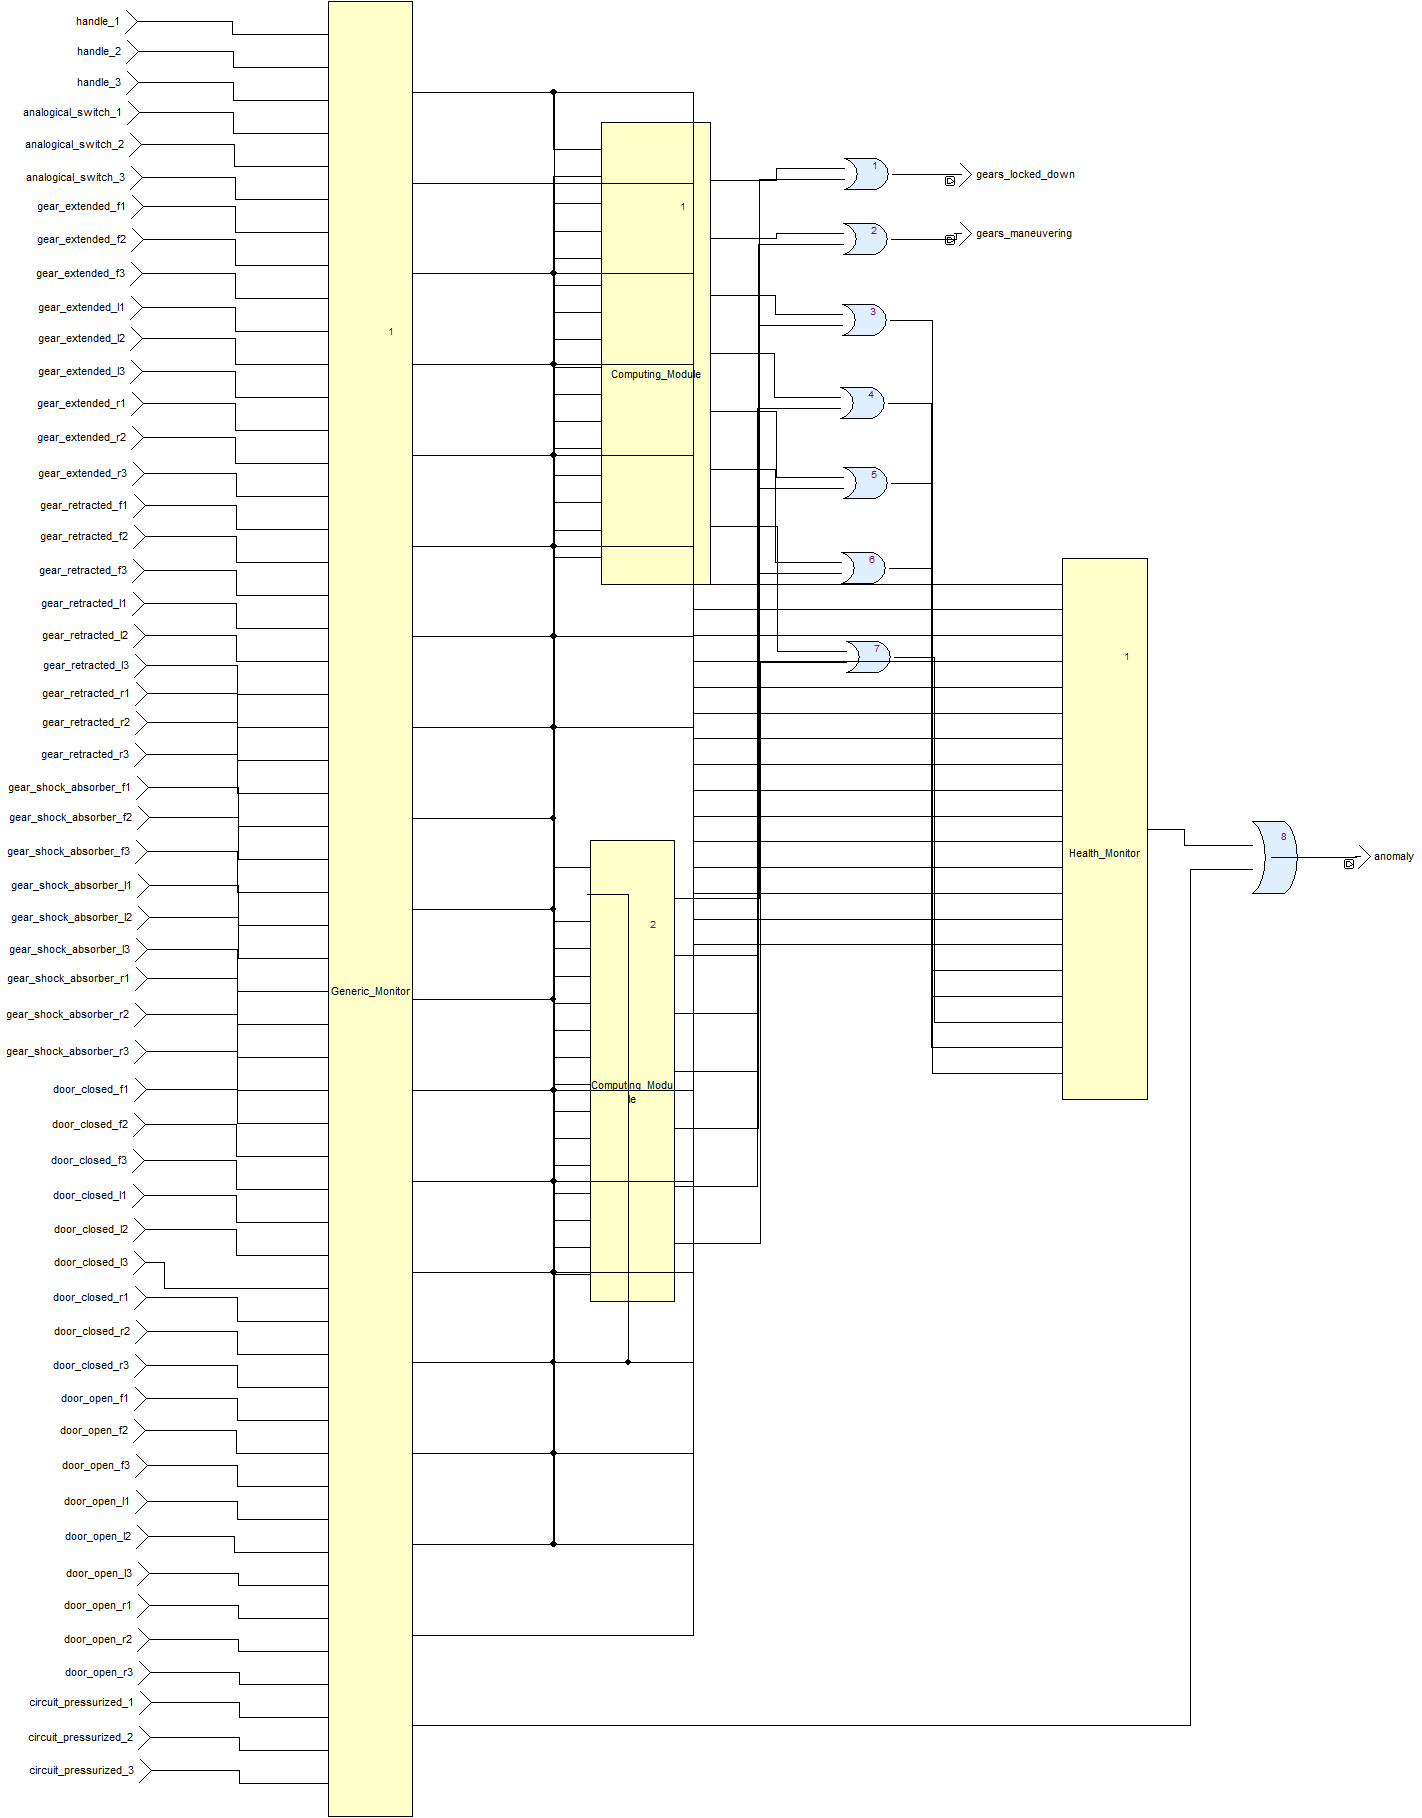 handle_1
handle_2
handle_3
analogical_switch_1
analogical_switch_2
analogical_switch_3
gear_extended_f1
gear_extended_f2
gear_extended_f3
gear_extended_l1
gear_extended_l2
gear_extended_l3
gear_extended_r1
gear_extended_r2
gear_extended_r3
gear_retracted_f1
gear_retracted_f2
gear_retracted_f3
gear_retracted_l1
gear_retracted_l2
gear_retracted_l3
gear_retracted_r1
gear_retracted_r2
gear_retracted_r3
gear_shock_absorber_f1
gear_shock_absorber_f2
gear_shock_absorber_f3
gear_shock_absorber_l1
gear_shock_absorber_l2
gear_shock_absorber_l3
gear_shock_absorber_r1
gear_shock_absorber_r2
gear_shock_absorber_r3
door_closed_f1
door_closed_f2
door_closed_f3
door_closed_l1
door_closed_l2
door_closed_l3
door_closed_r1
door_closed_r2
door_closed_r3
door_open_f1
door_open_f2
door_open_f3
door_open_l1
door_open_l2
door_open_l3
door_open_r1
door_open_r2
door_open_r3
circuit_pressurized_1
circuit_pressurized_2
circuit_pressurized_3
1
Generic_Monitor
1
Computing_Module
2
Computing_Modu
le
1
2
3
4
5
6
7
gears_locked_down
gears_maneuvering
1
Health_Monitor
8
anomaly